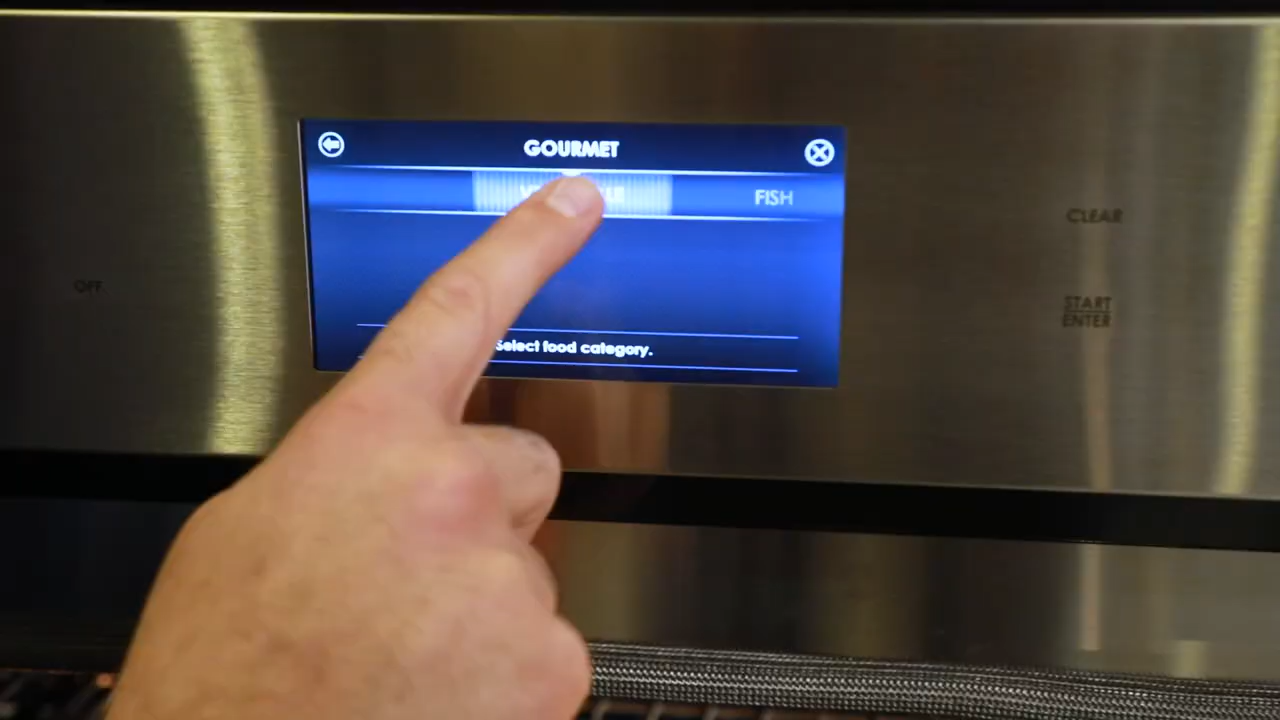 GOURMET
FISH
Select food category.
OFF
CLEAR
START
ENTER